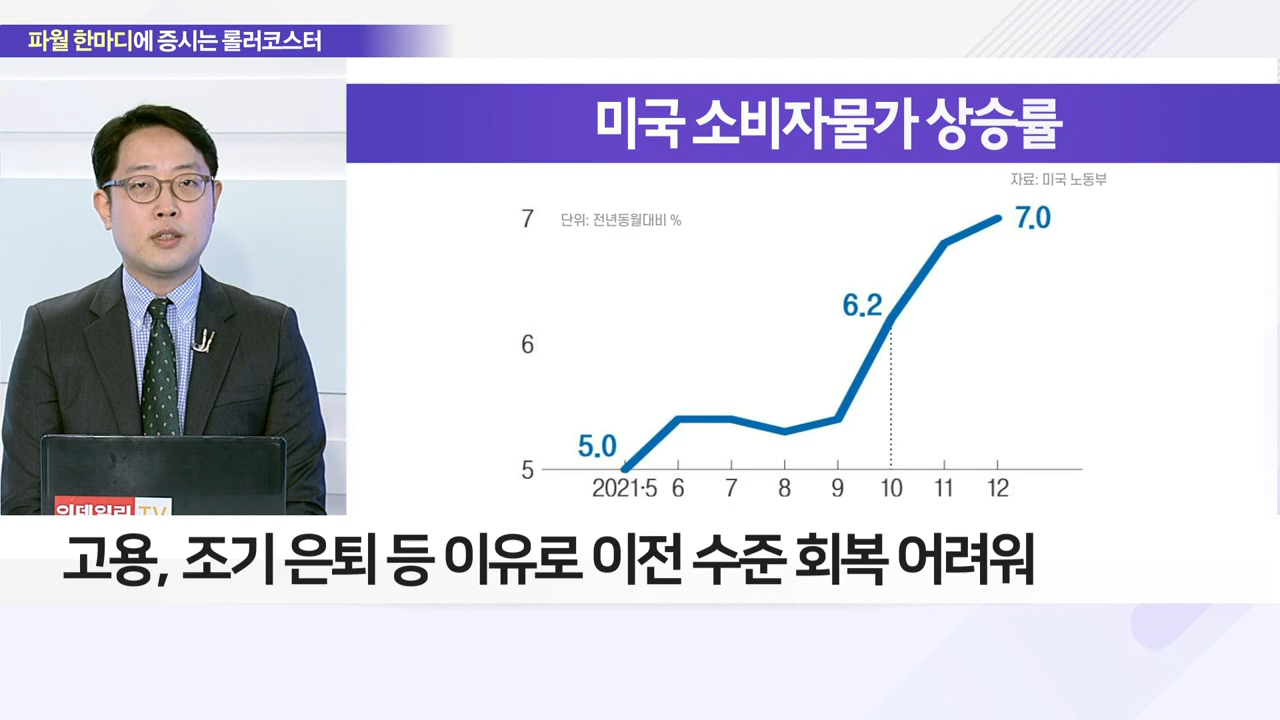 파월 한마디에 증시는 롤러코스터
미국 소비자물가 상승률
자료: 미국 노동부
단위: 전년동월대비 %
7
7.0
6.2
6
5.0
5
2021·5 6 7 8 9 10 11 12
이데일리 TV
고용, 조기 은퇴 등 이유로 이전 수준 회복 어려워